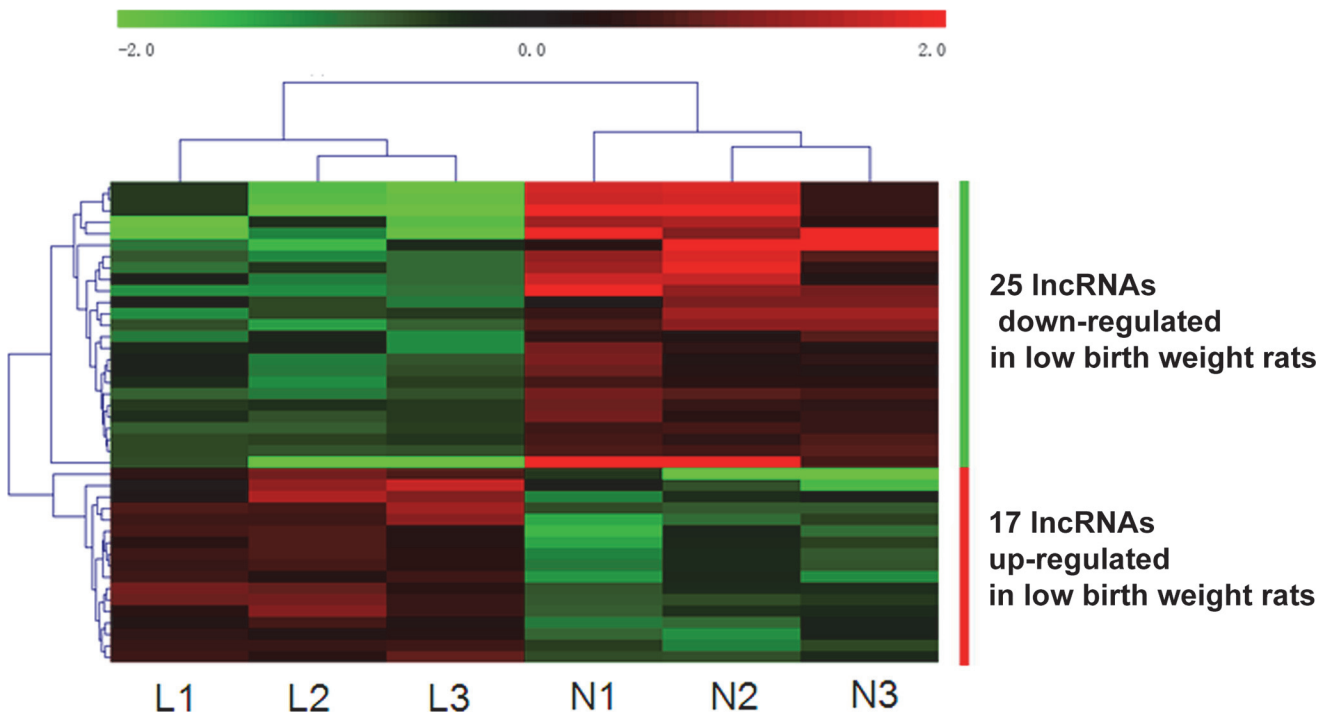 -2.0 0.0 2.0
25 lncRNAs
down-regulated
in low birth weight rats
17 lncRNAs
up-regulated
in low birth weight rats
L1 L2 L3 N1 N2 N3